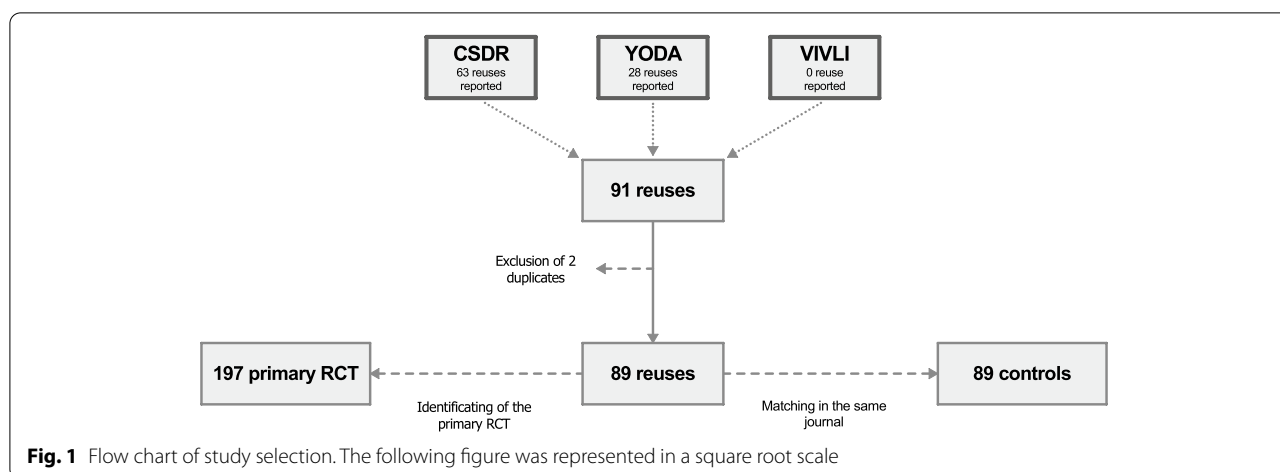 CSDR
63 reuses
reported
YODA
28 reuses
reported
VIVLI
0 reuse
reported
91 reuses
Exclusion of 2
duplicates
197 primary RCT
89 reuses
89 controls
Identificating of the
primary RCT
Matching in the same
journal
Fig. 1 Flow chart of study selection. The following figure was represented in a square root scale